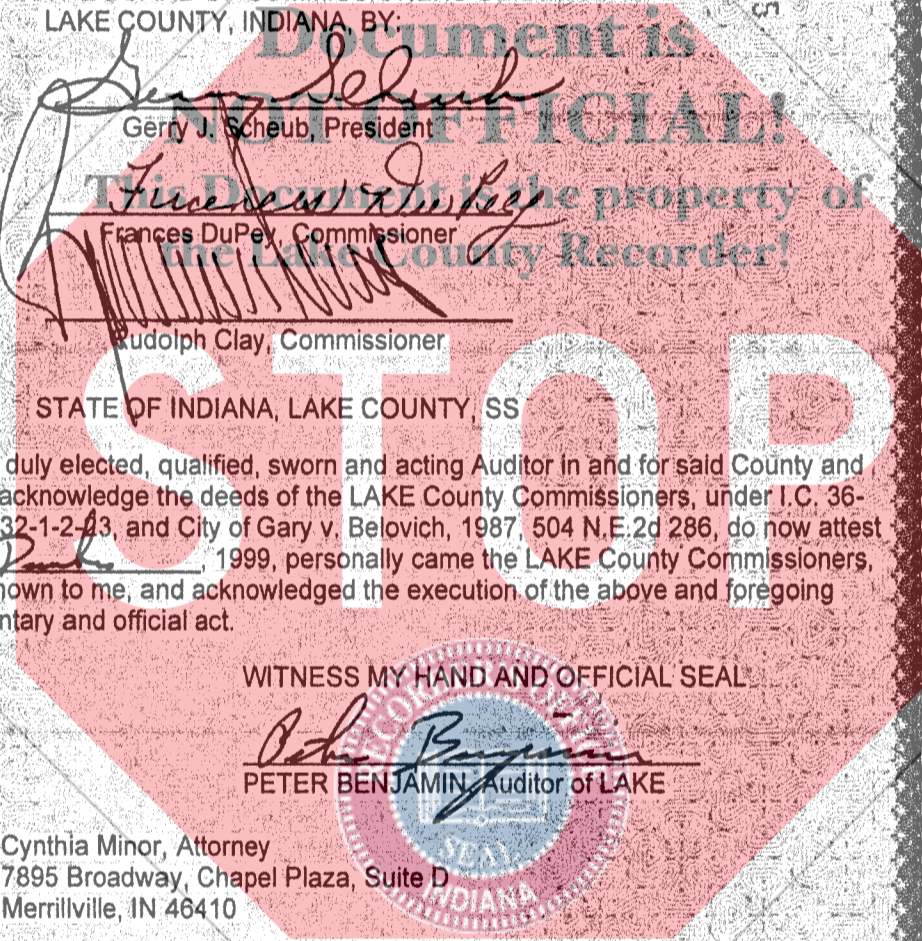 LAKE COUNTY, INDIANA, BY:
Document is
NOT OFFICIAL!
Gerry J. Scheub, President
This Document is the property of
the Lake County Recorder!
Frances DuPey, Commissioner
Rudolph Clay, Commissioner
STOP
STATE OF INDIANA, LAKE COUNTY, SS
duly elected, qualified, sworn and acting Auditor in and for said County and
acknowledge the deeds of the LAKE County Commissioners, under I.C. 36-
32-1-2-23, and City of Gary v. Belovich, 1987, 504 N.E.2d 286, do now attest
, 1999, personally came the LAKE County Commissioners,
nown to me, and acknowledged the execution of the above and foregoing
ntary and official act.
WITNESS MY HAND AND OFFICIAL SEAL
PETER BENJAMIN, Auditor of LAKE
SEAL
INDIANA
Cynthia Minor, Attorney
7895 Broadway, Chapel Plaza, Suite D
Merrillville, IN 46410